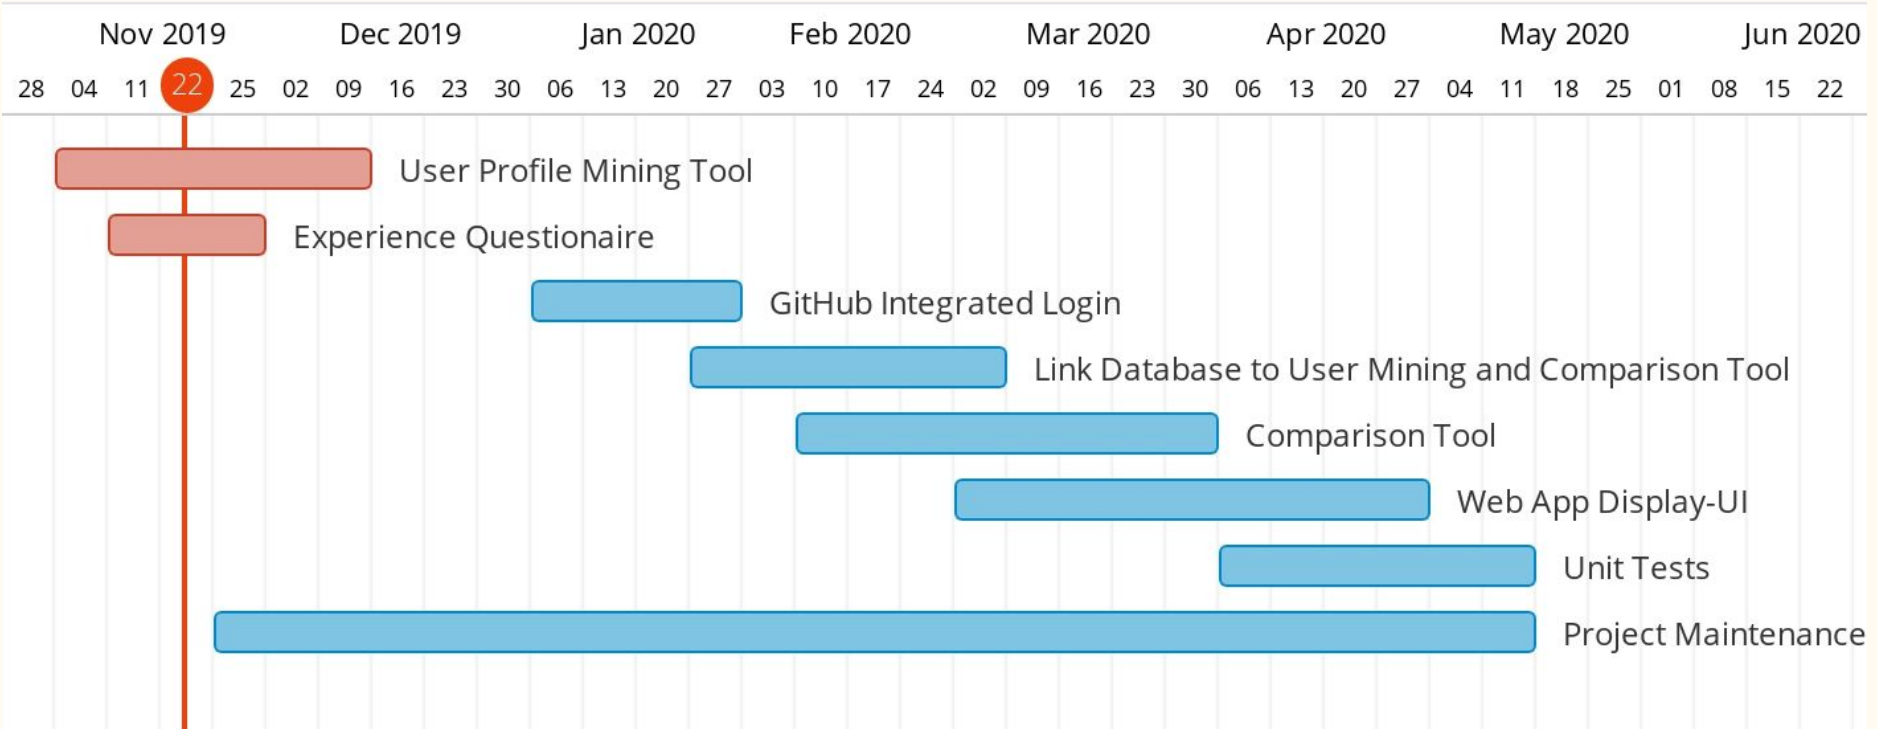 Nov 2019 Dec 2019 Jan 2020 Feb 2020 Mar 2020 Apr 2020 May 2020 Jun 2020
28 04 11 22 25 02 09 16 23 30 06 13 20 27 03 10 17 24 02 09 16 23 30 06 13 20 27 04 11 18 25 01 08 15 22
User Profile Mining Tool
Experience Questionaire
GitHub Integrated Login
Link Database to User Mining and Comparison Tool
Comparison Tool
Web App Display-UI
Unit Tests
Project Maintenance